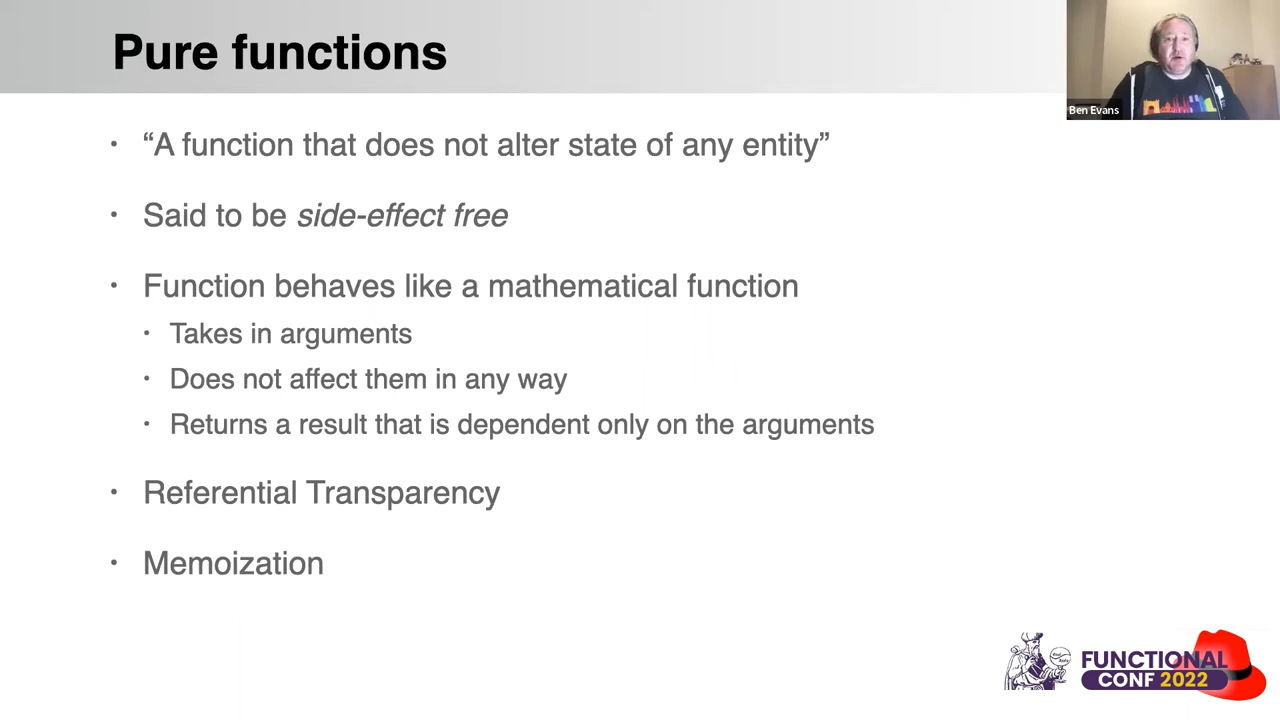 Pure functions
Ben Evans
• “A function that does not alter state of any entity”
• Said to be side-effect free
• Function behaves like a mathematical function
• Takes in arguments
• Does not affect them in any way
• Returns a result that is dependent only on the arguments
• Referential Transparency
• Memoization
FUNCTIONAL
CONF 2022